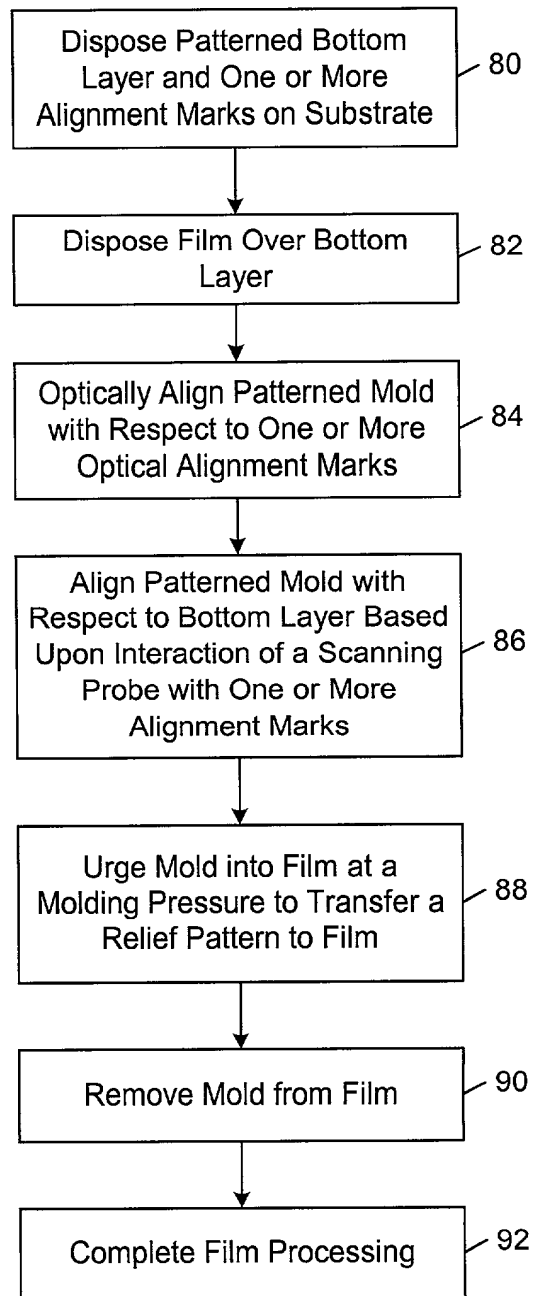 Dispose Patterned Bottom
Layer and One or More
Alignment Marks on Substrate
80
Dispose Film Over Bottom
Layer
82
Optically Align Patterned Mold
with Respect to One or More
Optical Alignment Marks
84
Align Patterned Mold with
Respect to Bottom Layer Based
Upon Interaction of a Scanning
Probe with One or More
Alignment Marks
86
Urge Mold into Film at a
Molding Pressure to Transfer a
Relief Pattern to Film
88
Remove Mold from Film
90
Complete Film Processing
92